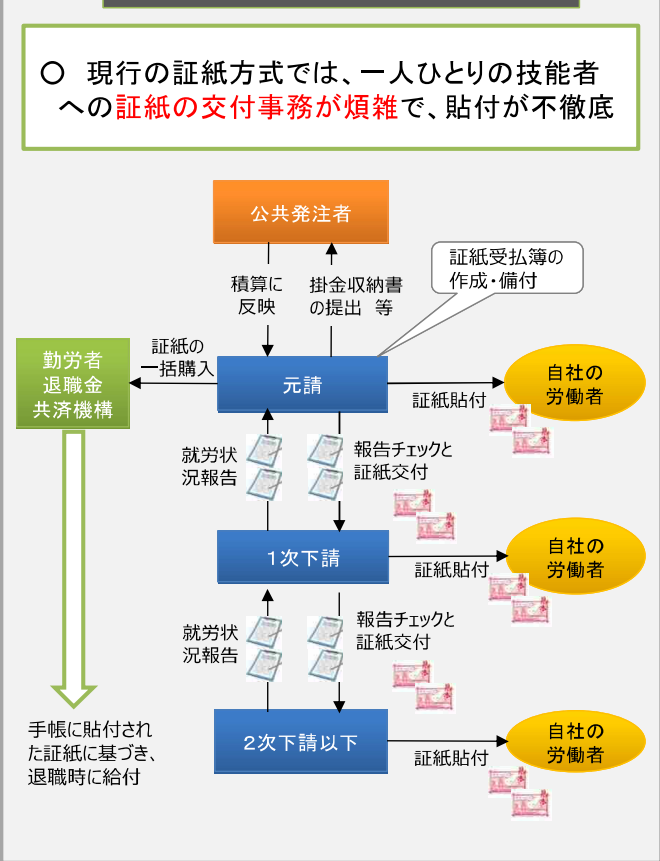 ○ 現行の証紙方式では、一人ひとりの技能者
への証紙の交付事務が煩雑で、貼付が不徹底
公共発注者
積算に
反映
掛金収納書
の提出 等
証紙受払簿の
作成・備付
証紙の
一括購入
勤労者
退職金
共済機構
元請
証紙貼付
自社の
労働者
就労状
況報告
報告チェックと
証紙交付
1次下請
証紙貼付
自社の
労働者
就労状
況報告
報告チェックと
証紙交付
2次下請以下
証紙貼付
自社の
労働者
手帳に貼付され
た証紙に基づき、
退職時に給付